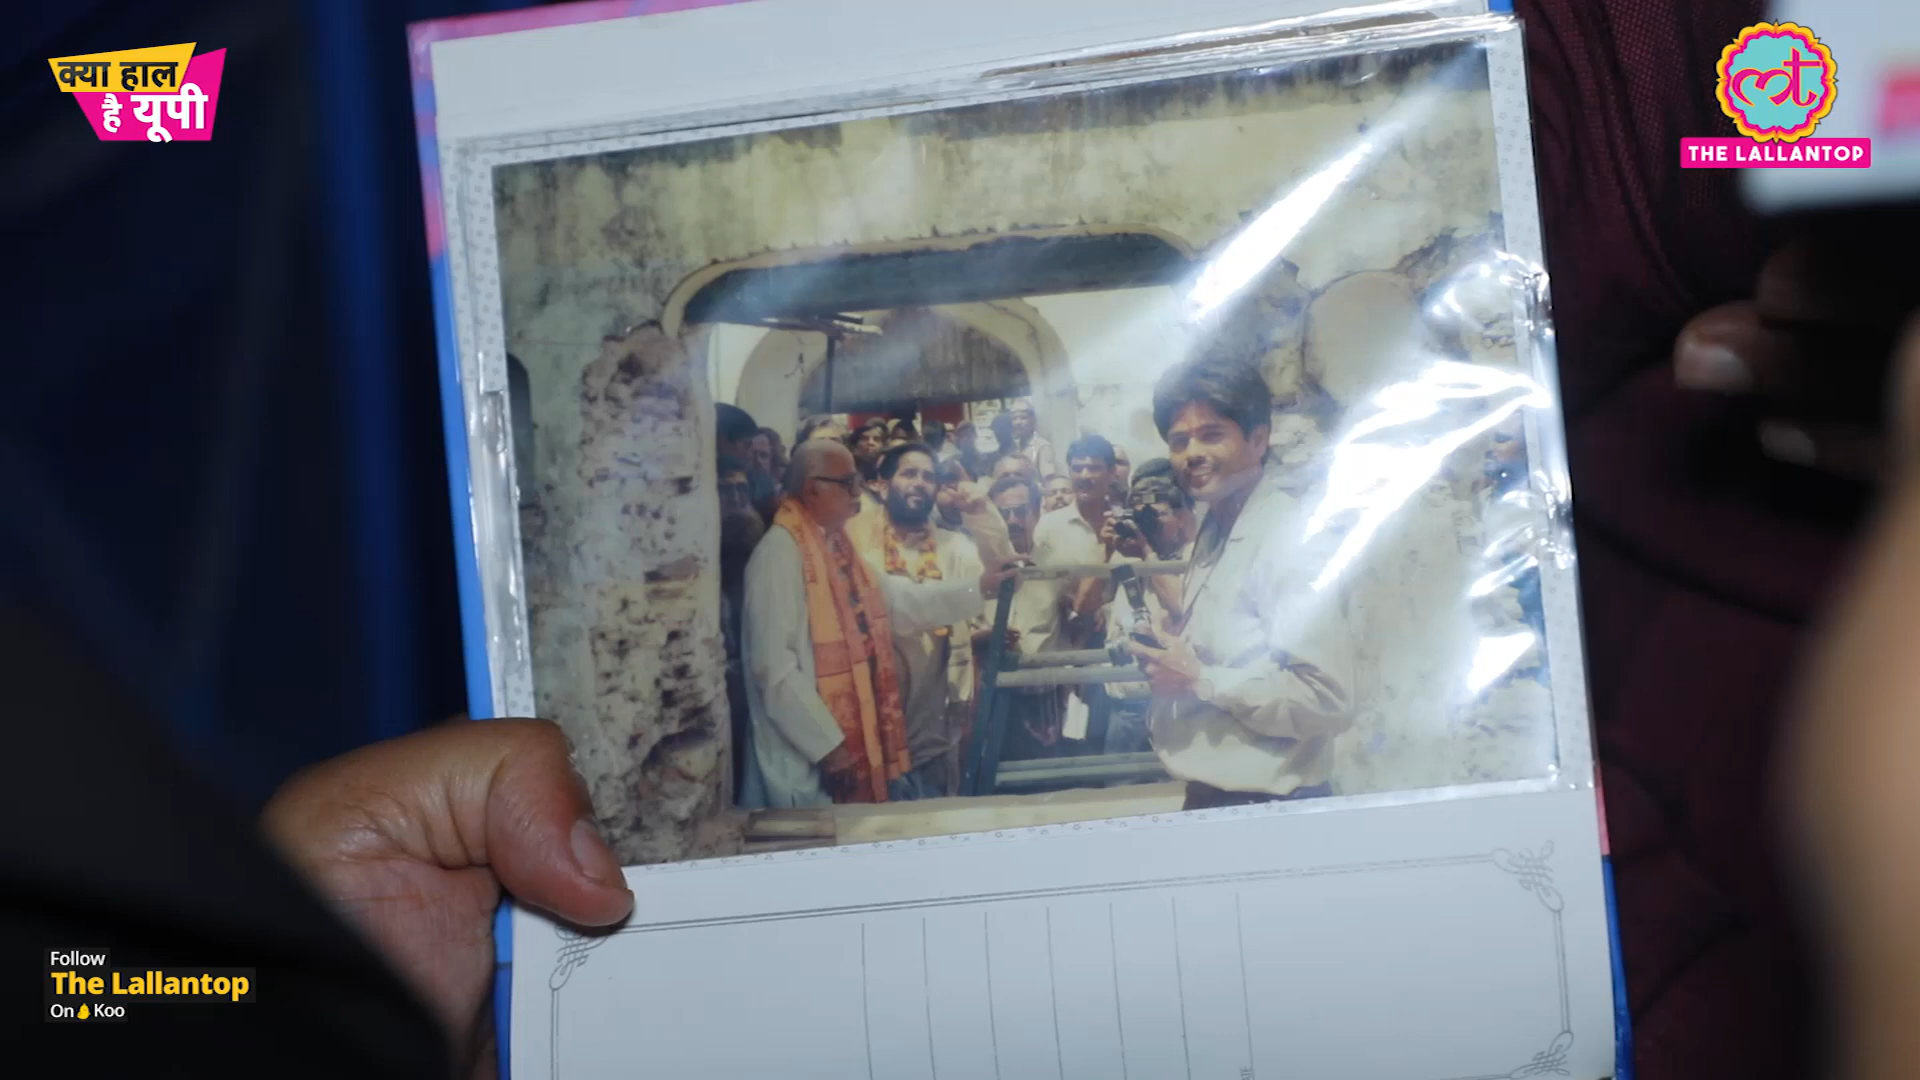 क्या हाल
है यूपी
THE LALLANTOP
Follow
The Lallantop
On Koo